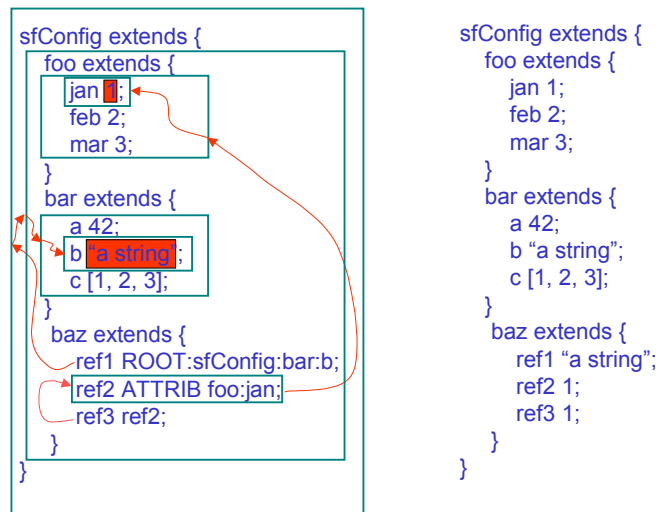 sfConfig extends {
foo extends {
jan 1;
feb 2;
mar 3;
}
bar extends {
a 42;
b “a string”;
c [1, 2, 3];
}
baz extends {
ref1 ROOT:sfConfig:bar:b;
ref2 ATTRIB foo:jan;
ref3 ref2;
}
}
sfConfig extends {
foo extends {
jan 1;
feb 2;
mar 3;
}
bar extends {
a 42;
b “a string”;
c [1, 2, 3];
}
baz extends {
ref1 “a string”;
ref2 1;
ref3 1;
}
}